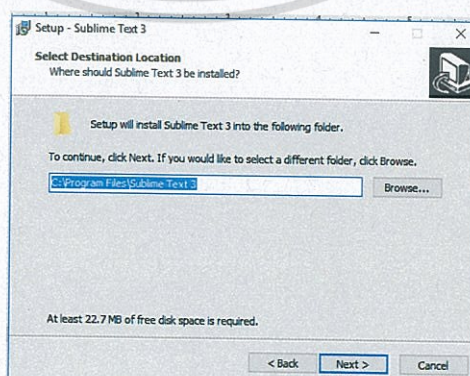 Setup - Sublime Text 3
Select Destination Location
Where should Sublime Text 3 be installed?
Setup will install Sublime Text 3 into the following folder.
To continue, click Next. If you would like to select a different folder, click Browse.
C:\Program Files\Sublime Text 3
Browse...
At least 22.7 MB of free disk space is required.
< Back
Next >
Cancel